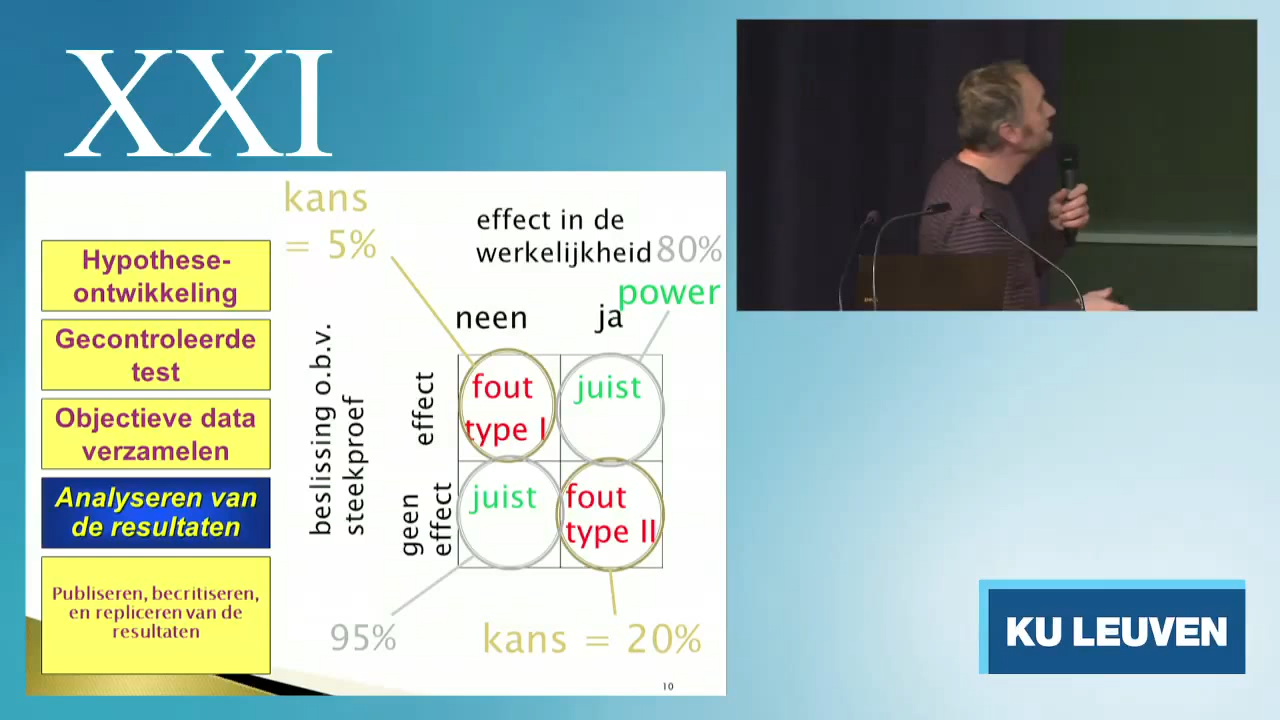 XXI
kans
= 5%
effect in de
werkelijkheid
80%
power
neen
ja
Hypothese-
ontwikkeling
Gecontroleerde
test
Objectieve data
verzamelen
Analyseren van
de resultaten
Publiseren, becritiseren,
en repliceren van de
resultaten
beslissing o.b.v.
steekproef
effect
geen
effect
fout
type I
juist
juist
fout
type II
95%
kans = 20%
10
KU LEUVEN